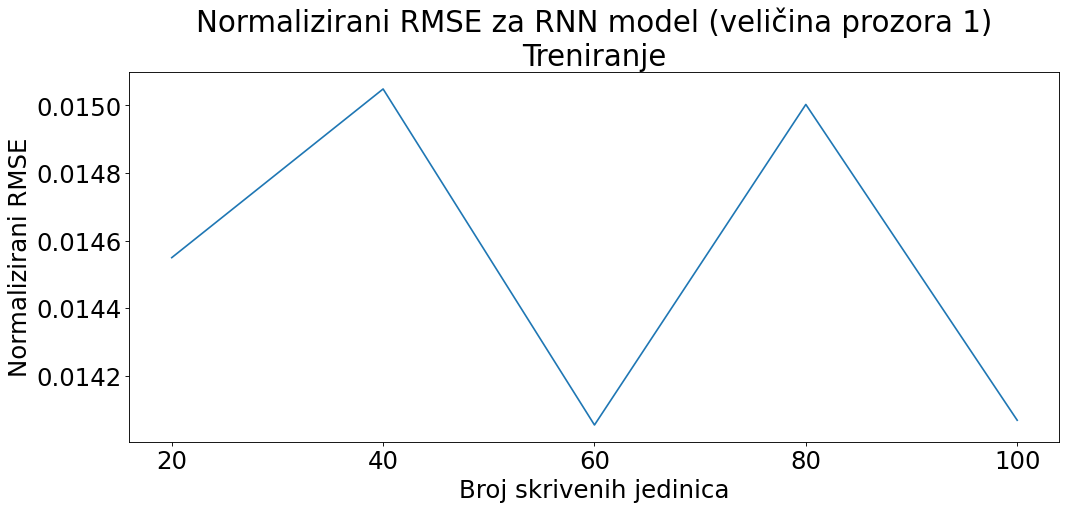 Normalizirani RMSE za RNN model (veličina prozora 1)
Treniranje
Normalizirani RMSE
0.0150
0.0148
0.0146
0.0144
0.0142
20 40 60 80 100
Broj skrivenih jedinica